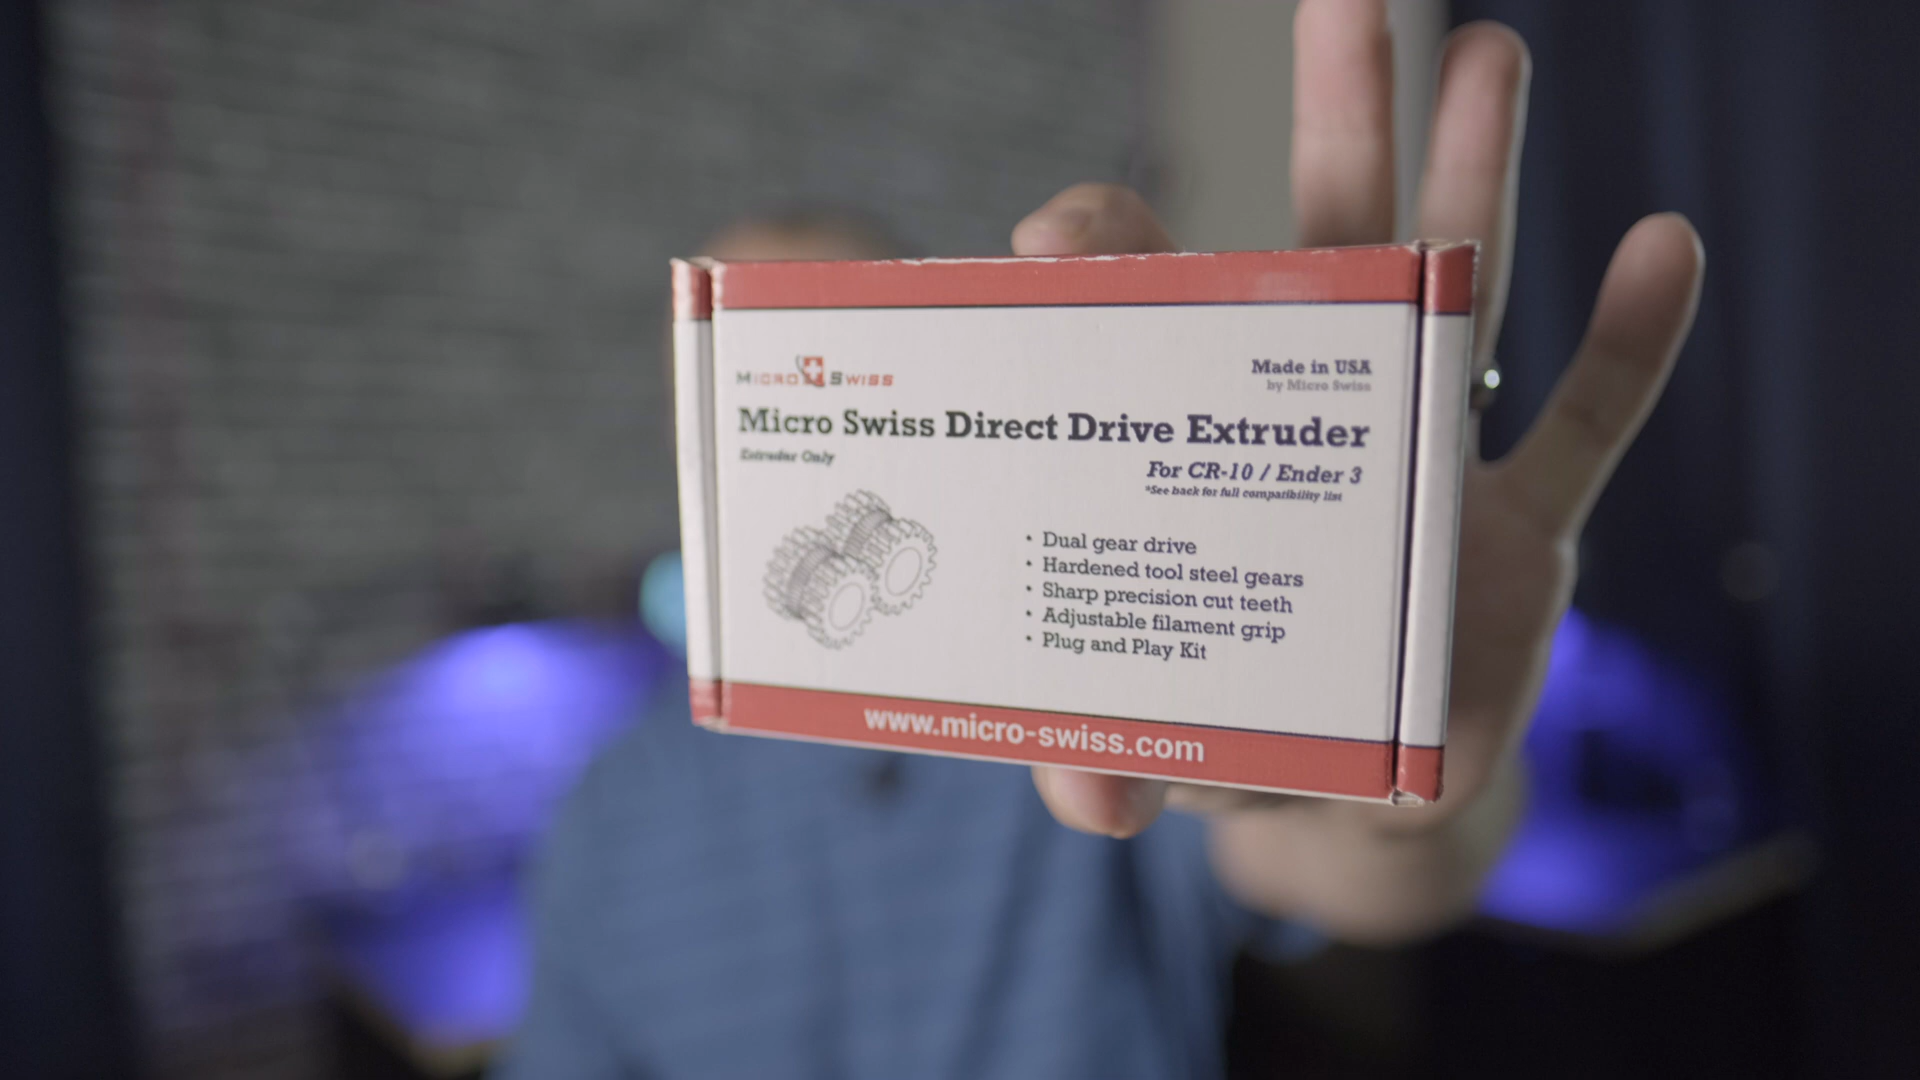 MICRO SWISS
Made in USA
by Micro Swiss
Micro Swiss Direct Drive Extruder
Extruder Only
For CR-10 / Ender 3
*See back for full compatibility list
• Dual gear drive
• Hardened tool steel gears
• Sharp precision cut teeth
• Adjustable filament grip
• Plug and Play Kit
www.micro-swiss.com